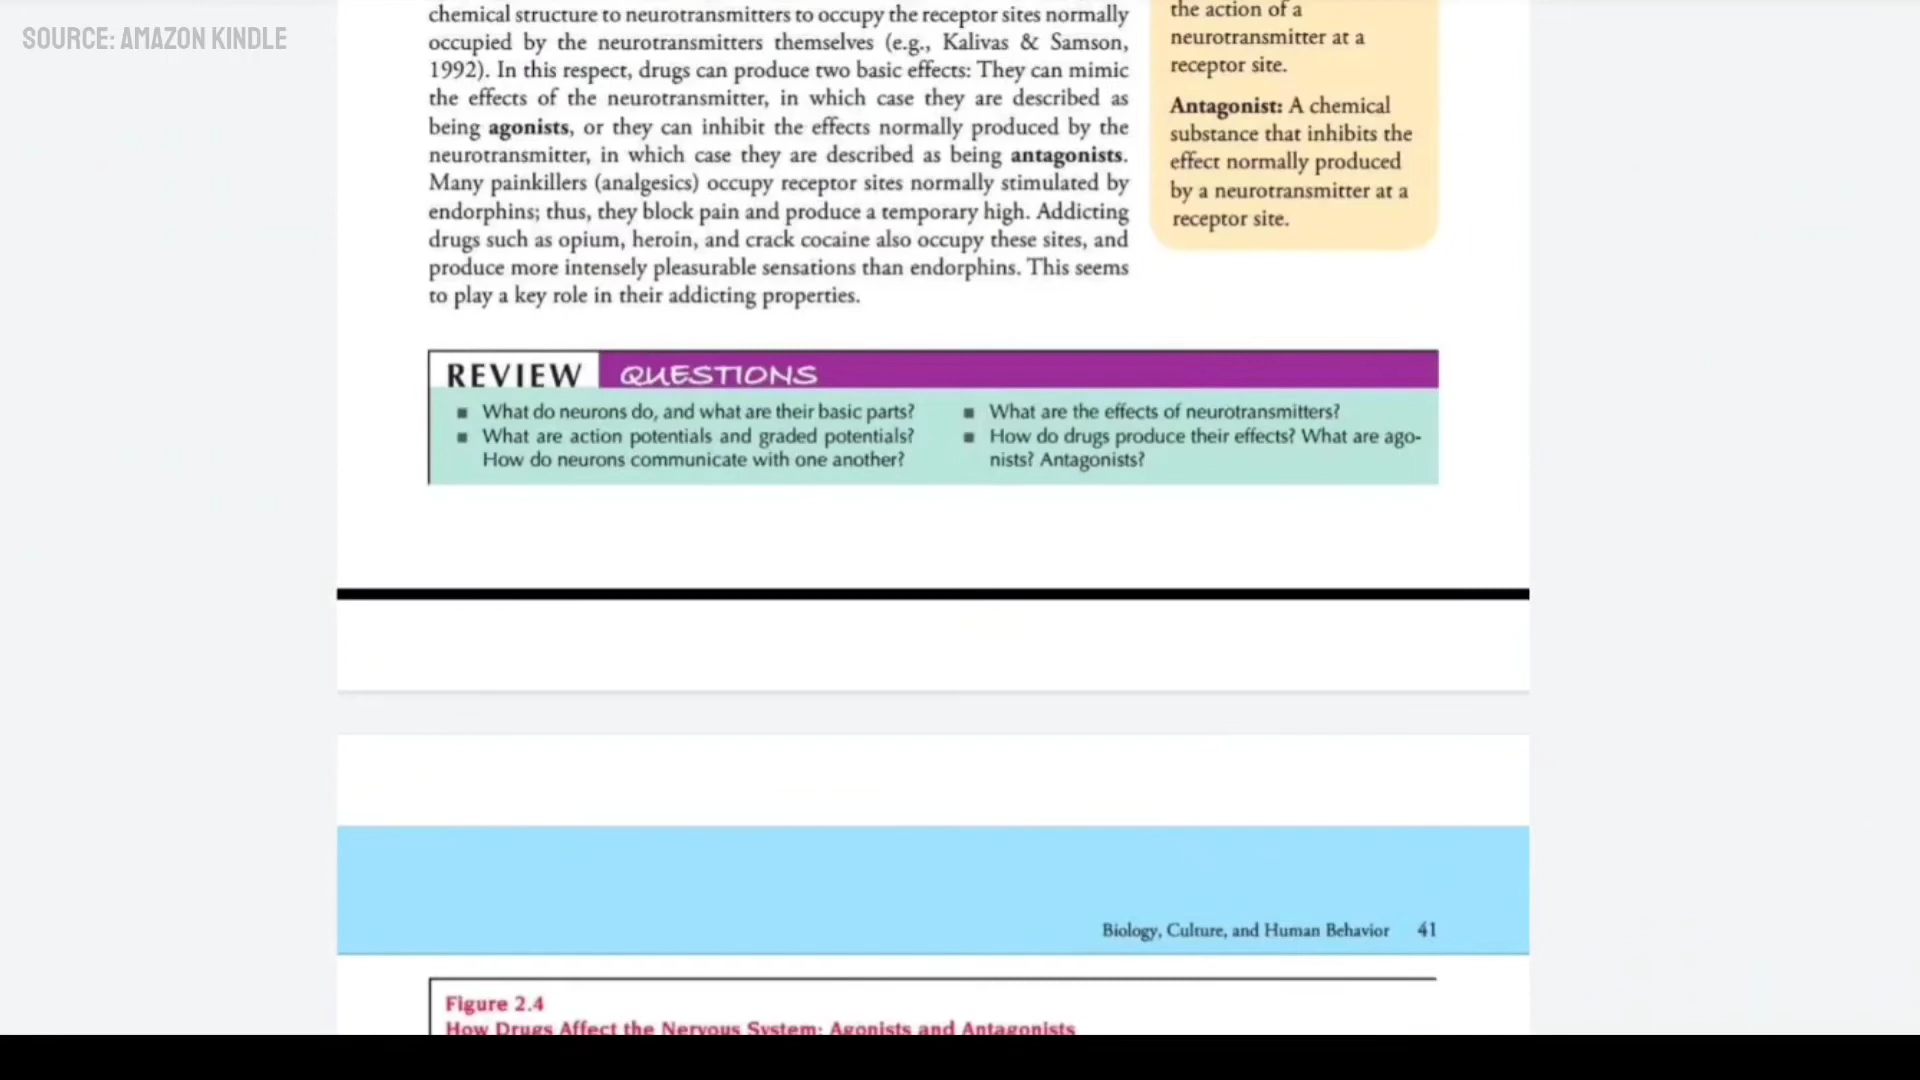 SOURCE: AMAZON KINDLE
chemical structure to neurotransmitters to occupy the receptor sites normally
occupied by the neurotransmitters themselves (e.g., Kalivas & Samson,
1992). In this respect, drugs can produce two basic effects: They can mimic
the effects of the neurotransmitter, in which case they are described as
being agonists, or they can inhibit the effects normally produced by the
neurotransmitter, in which case they are described as being antagonists.
Many painkillers (analgesics) occupy receptor sites normally stimulated by
endorphins; thus, they block pain and produce a temporary high. Addicting
drugs such as opium, heroin, and crack cocaine also occupy these sites, and
produce more intensely pleasurable sensations than endorphins. This seems
to play a key role in their addicting properties.
the action of a
neurotransmitter at a
receptor site.
Antagonist: A chemical
substance that inhibits the
effect normally produced
by a neurotransmitter at a
receptor site.
REVIEW QUESTIONS
■ What do neurons do, and what are their basic parts?
■ What are action potentials and graded potentials?
How do neurons communicate with one another?
■ What are the effects of neurotransmitters?
■ How do drugs produce their effects? What are ago-
nists? Antagonists?
Biology, Culture, and Human Behavior 41
Figure 2.4
How Drugs Affect the Nervous System: Agonists and Antagonists